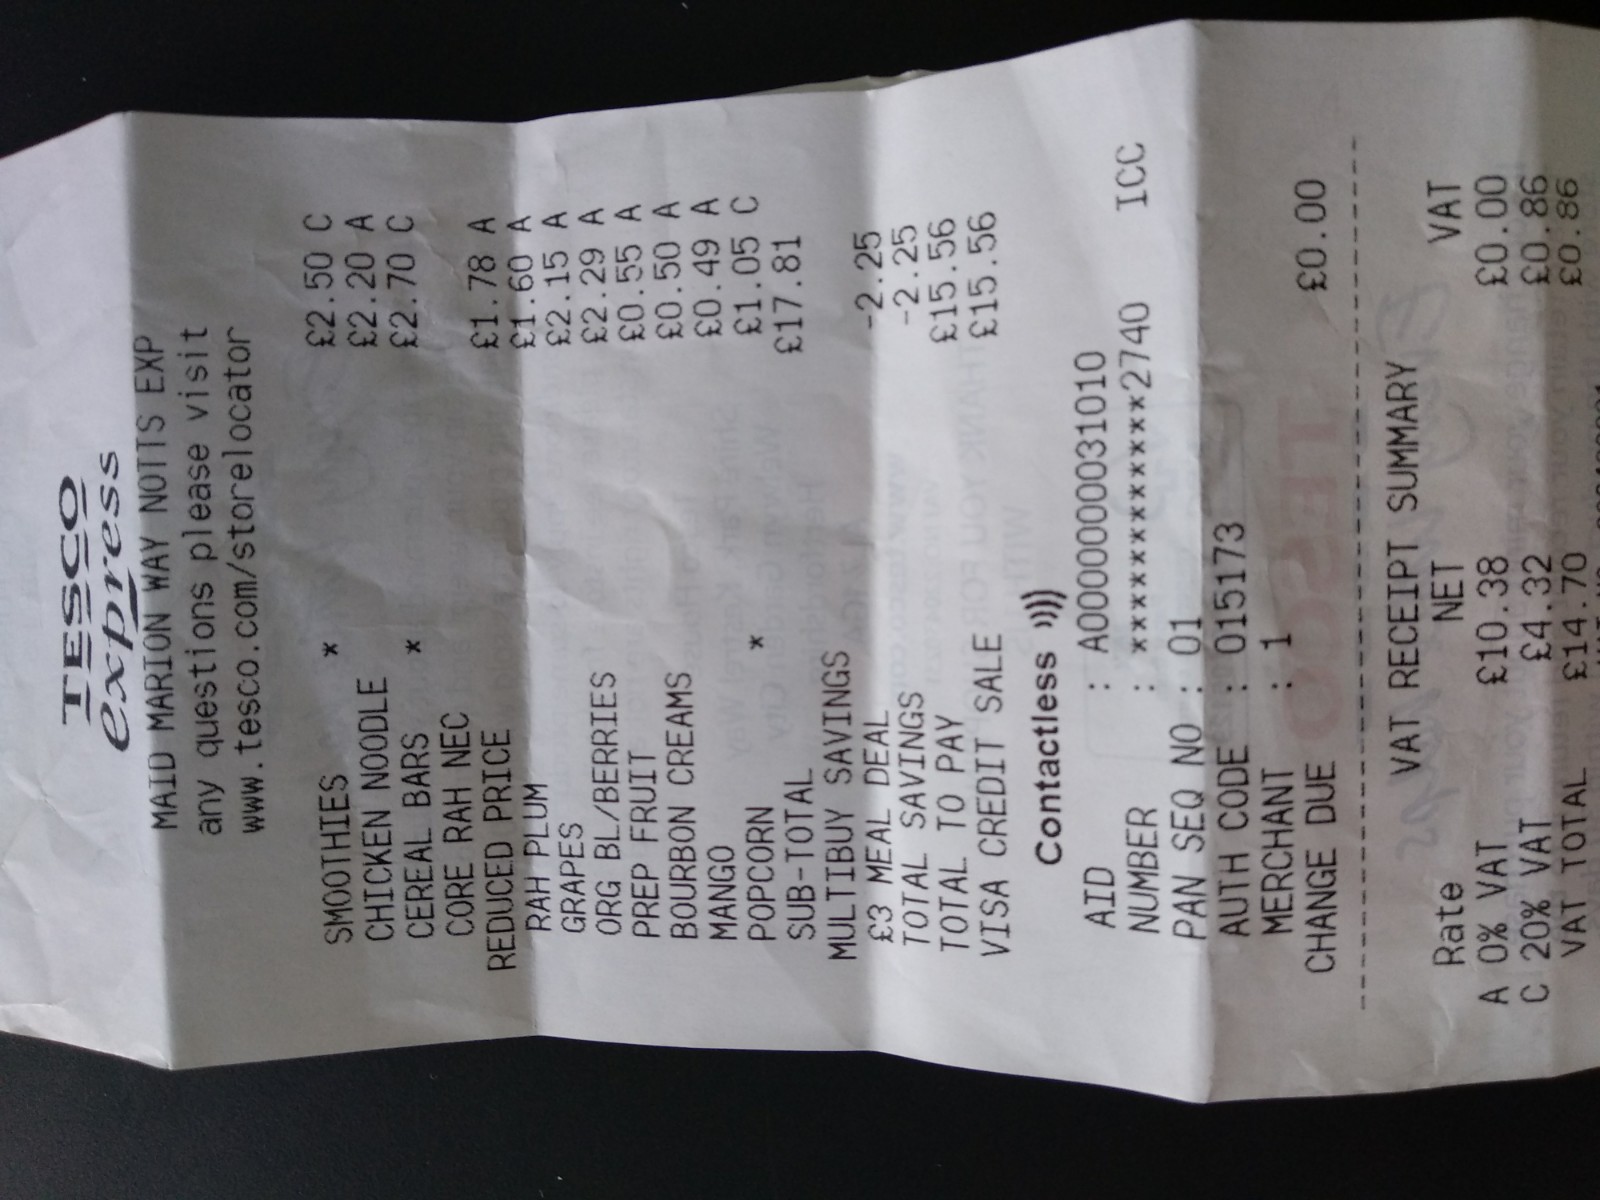 TESCO
express
MAID MARION WAY NOTTS EXP
any questions please visit
www.tesco.com/storelocator
SMOOTHIES * £2.50 C
CHICKEN NOODLE £2.20 A
CEREAL BARS * £2.70 C
CORE RAH NEC
REDUCED PRICE £1.78 A
RAH PLUM £1.60 A
GRAPES £2.15 A
ORG BL/BERRIES £2.29 A
PREP FRUIT £0.55 A
BOURBON CREAMS £0.50 A
MANGO £0.49 A
POPCORN * £1.05 C
SUB-TOTAL £17.81
MULTIBUY SAVINGS
£3 MEAL DEAL -2.25
TOTAL SAVINGS -2.25
TOTAL TO PAY £15.56
VISA CREDIT SALE £15.56
Contactless
AID : A0000000031010
NUMBER : ************2740 ICC
PAN SEQ NO : 01
AUTH CODE : 015173
MERCHANT : 1
CHANGE DUE £0.00
VAT RECEIPT SUMMARY
Rate NET VAT
A 0% VAT £10.38 £0.00
C 20% VAT £4.32 £0.86
VAT TOTAL £14.70 £0.86